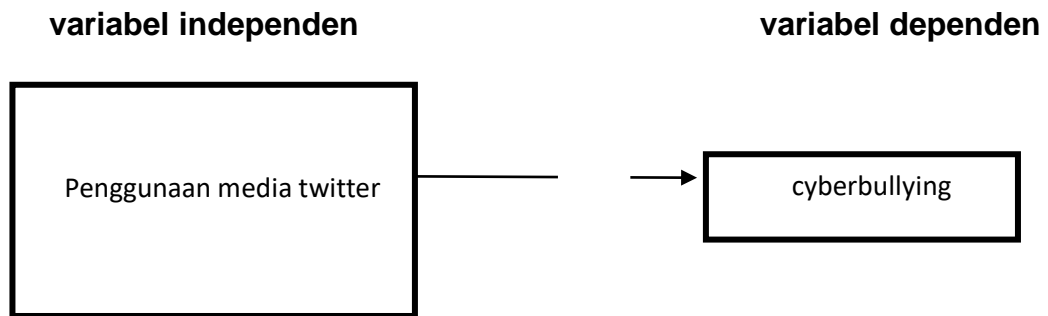 variabel independen
variabel dependen
Penggunaan media twitter
cyberbullying